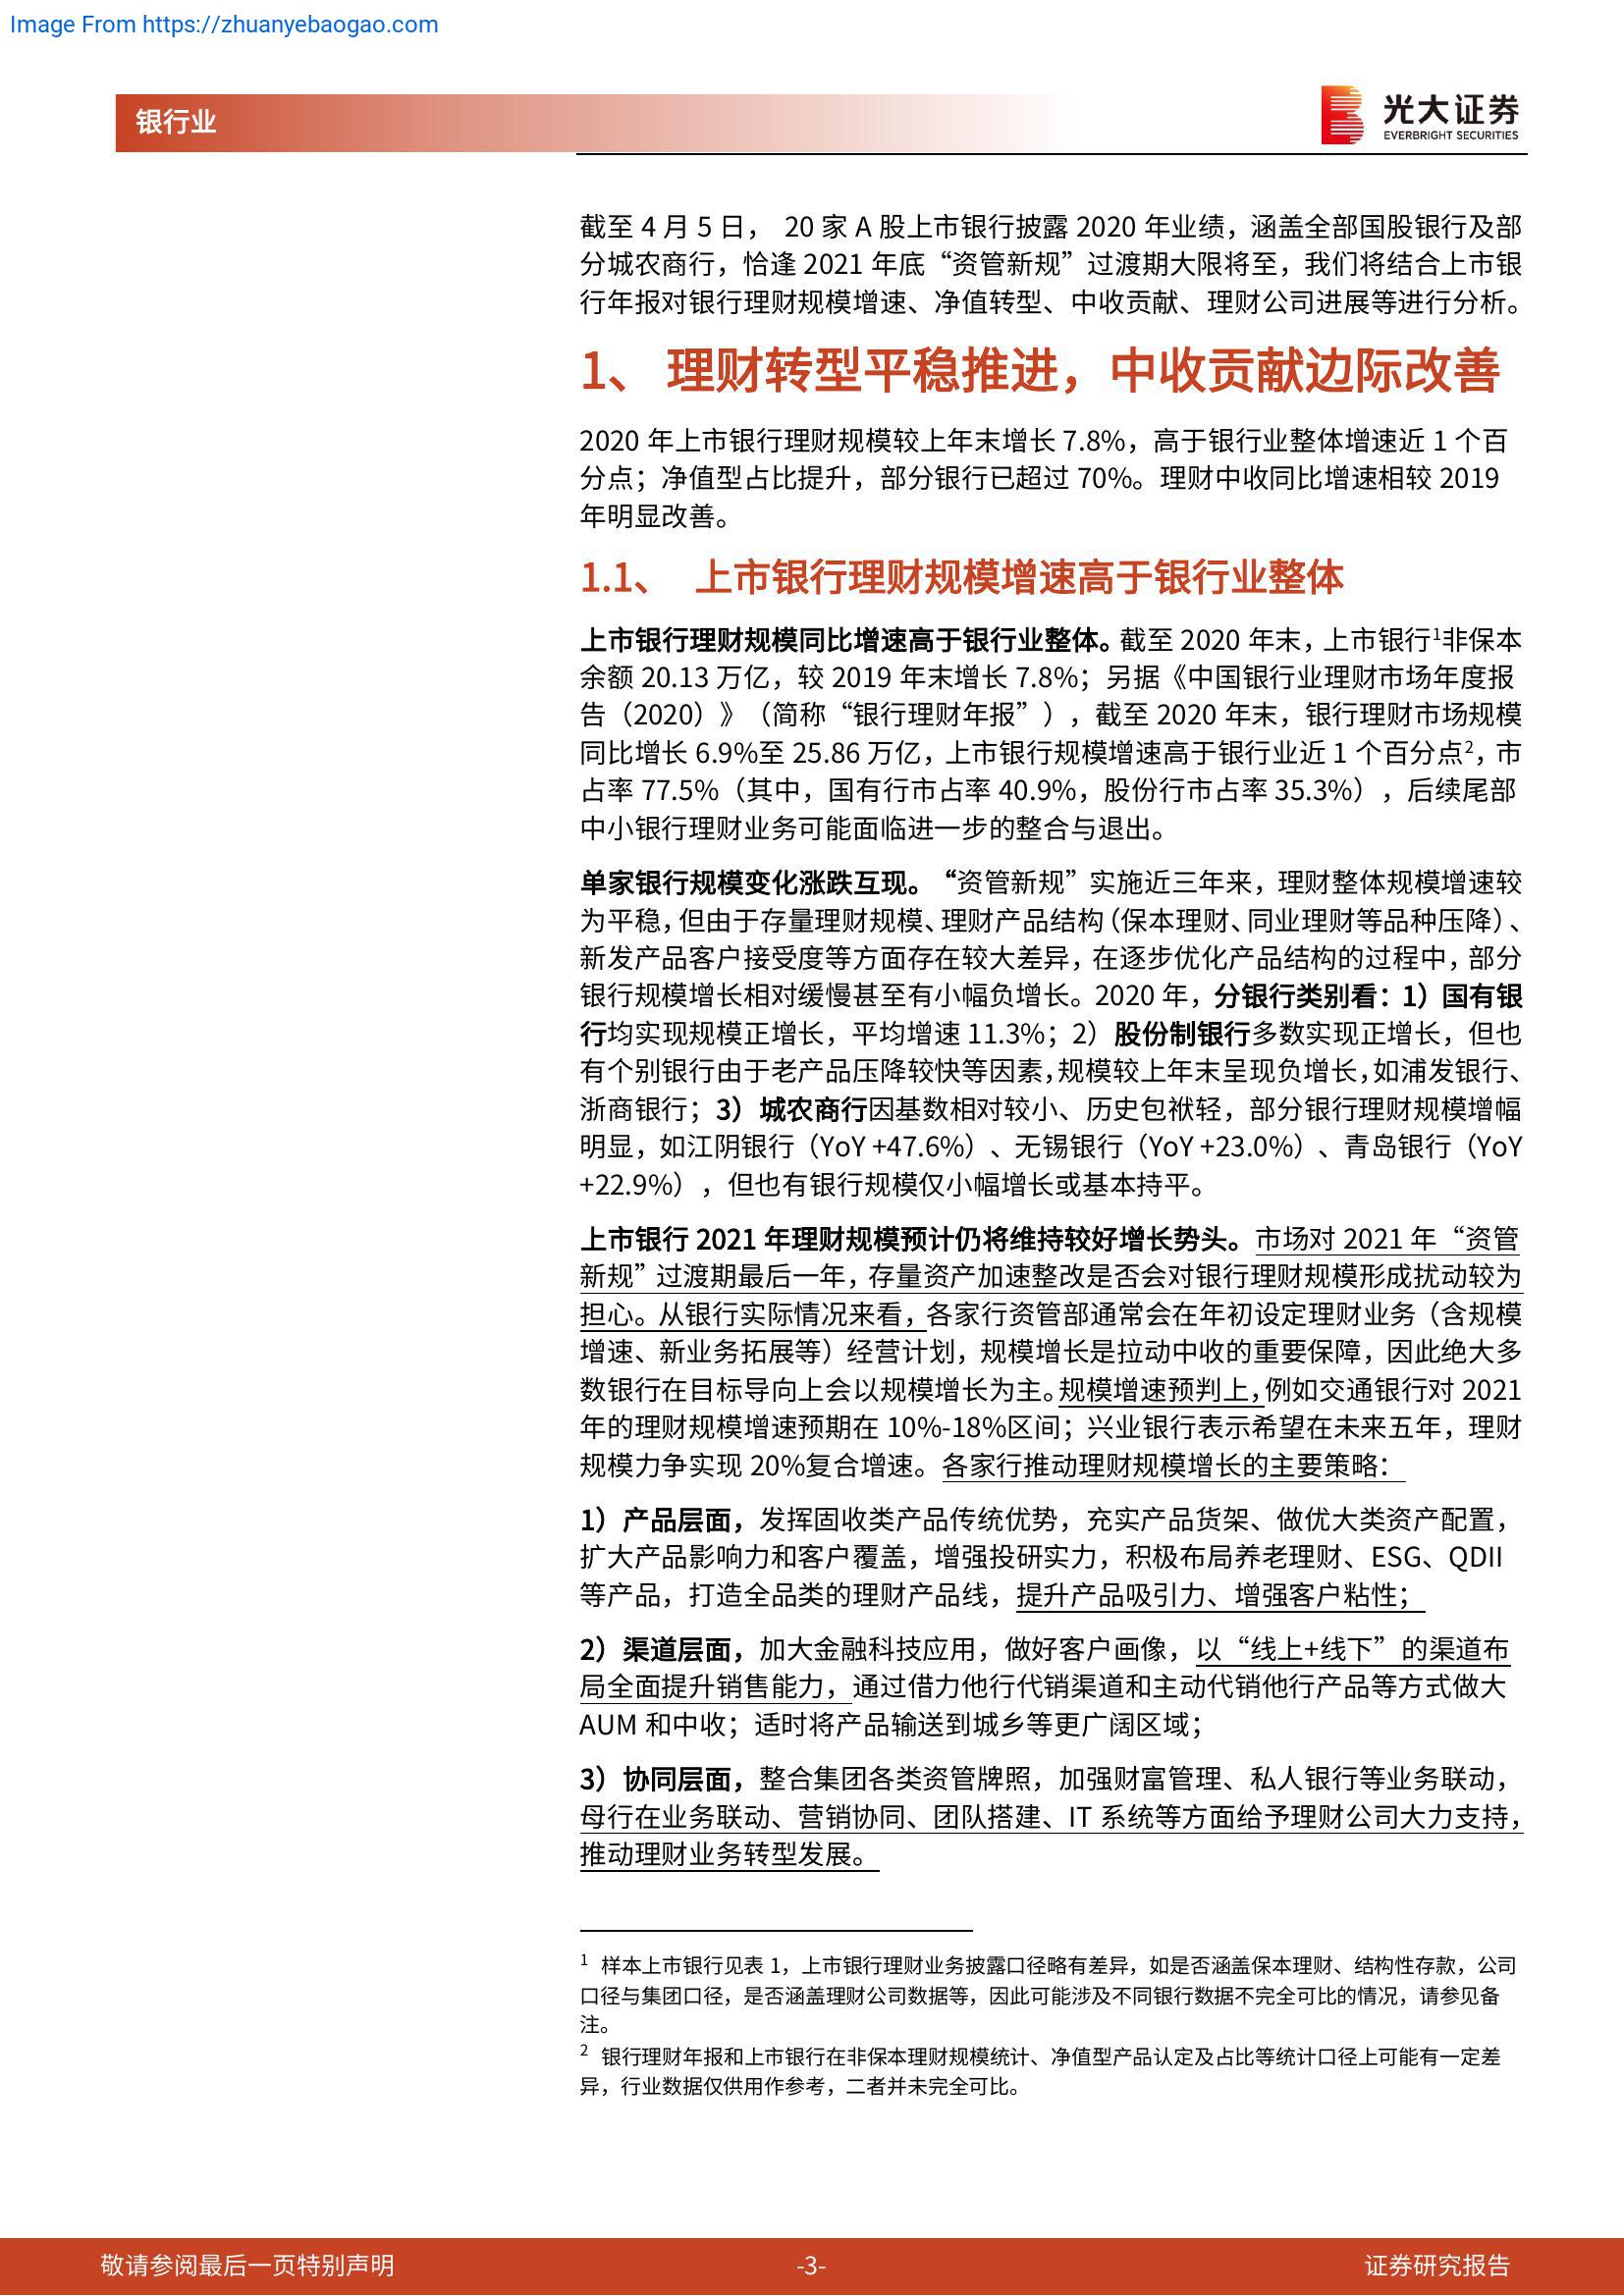 Image From https://zhuanyebaogao.com
银行业
光大证券
EVERBRIGHT SECURITIES
截至 4 月 5 日， 20 家 A 股上市银行披露 2020 年业绩，涵盖全部国股银行及部
分城农商行，恰逢 2021 年底“资管新规”过渡期大限将至，我们将结合上市银
行年报对银行理财规模增速、净值转型、中收贡献、理财公司进展等进行分析。
1、 理财转型平稳推进，中收贡献边际改善
2020 年上市银行理财规模较上年末增长 7.8%，高于银行业整体增速近 1 个百
分点；净值型占比提升，部分银行已超过 70%。理财中收同比增速相较 2019
年明显改善。
1.1、 上市银行理财规模增速高于银行业整体
上市银行理财规模同比增速高于银行业整体。截至 2020 年末，上市银行¹非保本
余额 20.13 万亿，较 2019 年末增长 7.8%；另据《中国银行业理财市场年度报
告（2020）》（简称“银行理财年报”），截至 2020 年末，银行理财市场规模
同比增长 6.9%至 25.86 万亿，上市银行规模增速高于银行业近 1 个百分点²，市
占率 77.5%（其中，国有行市占率 40.9%，股份行市占率 35.3%），后续尾部
中小银行理财业务可能面临进一步的整合与退出。
单家银行规模变化涨跌互现。“资管新规”实施近三年来，理财整体规模增速较
为平稳，但由于存量理财规模、理财产品结构（保本理财、同业理财等品种压降）、
新发产品客户接受度等方面存在较大差异，在逐步优化产品结构的过程中，部分
银行规模增长相对缓慢甚至有小幅负增长。2020 年，分银行类别看：1）国有银
行均实现规模正增长，平均增速 11.3%；2）股份制银行多数实现正增长，但也
有个别银行由于老产品压降较快等因素，规模较上年末呈现负增长，如浦发银行、
浙商银行；3）城农商行因基数相对较小、历史包袱轻，部分银行理财规模增幅
明显，如江阴银行（YoY +47.6%）、无锡银行（YoY +23.0%）、青岛银行（YoY
+22.9%），但也有银行规模仅小幅增长或基本持平。
上市银行 2021 年理财规模预计仍将维持较好增长势头。市场对 2021 年“资管
新规”过渡期最后一年，存量资产加速整改是否会对银行理财规模形成扰动较为
担心。从银行实际情况来看，各家行资管部通常会在年初设定理财业务（含规模
增速、新业务拓展等）经营计划，规模增长是拉动中收的重要保障，因此绝大多
数银行在目标导向上会以规模增长为主。规模增速预判上，例如交通银行对 2021
年的理财规模增速预期在 10%-18%区间；兴业银行表示希望在未来五年，理财
规模力争实现 20%复合增速。各家行推动理财规模增长的主要策略：
1）产品层面，发挥固收类产品传统优势，充实产品货架、做优大类资产配置，
扩大产品影响力和客户覆盖，增强投研实力，积极布局养老理财、ESG、QDII
等产品，打造全品类的理财产品线，提升产品吸引力、增强客户粘性；
2）渠道层面，加大金融科技应用，做好客户画像，以“线上+线下”的渠道布
局全面提升销售能力，通过借力他行代销渠道和主动代销他行产品等方式做大
AUM 和中收；适时将产品输送到城乡等更广阔区域；
3）协同层面，整合集团各类资管牌照，加强财富管理、私人银行等业务联动，
母行在业务联动、营销协同、团队搭建、IT 系统等方面给予理财公司大力支持，
推动理财业务转型发展。
¹ 样本上市银行见表 1，上市银行理财业务披露口径略有差异，如是否涵盖保本理财、结构性存款，公司
口径与集团口径，是否涵盖理财公司数据等，因此可能涉及不同银行数据不完全可比的情况，请参见备
注。
² 银行理财年报和上市银行在非保本理财规模统计、净值型产品认定及占比等统计口径上可能有一定差
异，行业数据仅供用作参考，二者并未完全可比。
敬请参阅最后一页特别声明
-3-
证券研究报告